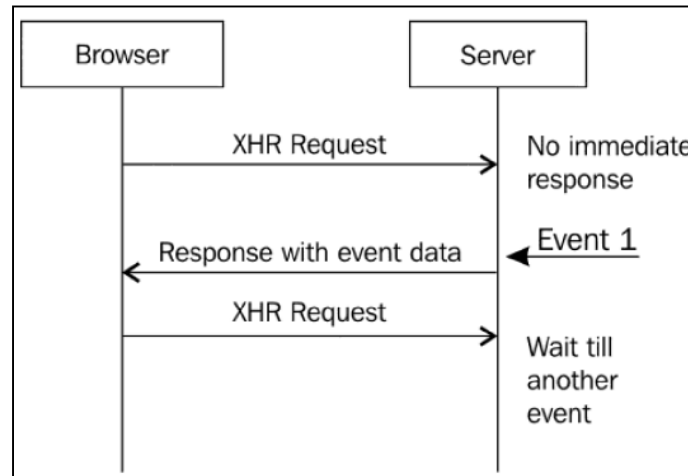 Browser
Server
XHR Request
No immediate
response
Event 1
Response with event data
XHR Request
Wait till
another
event